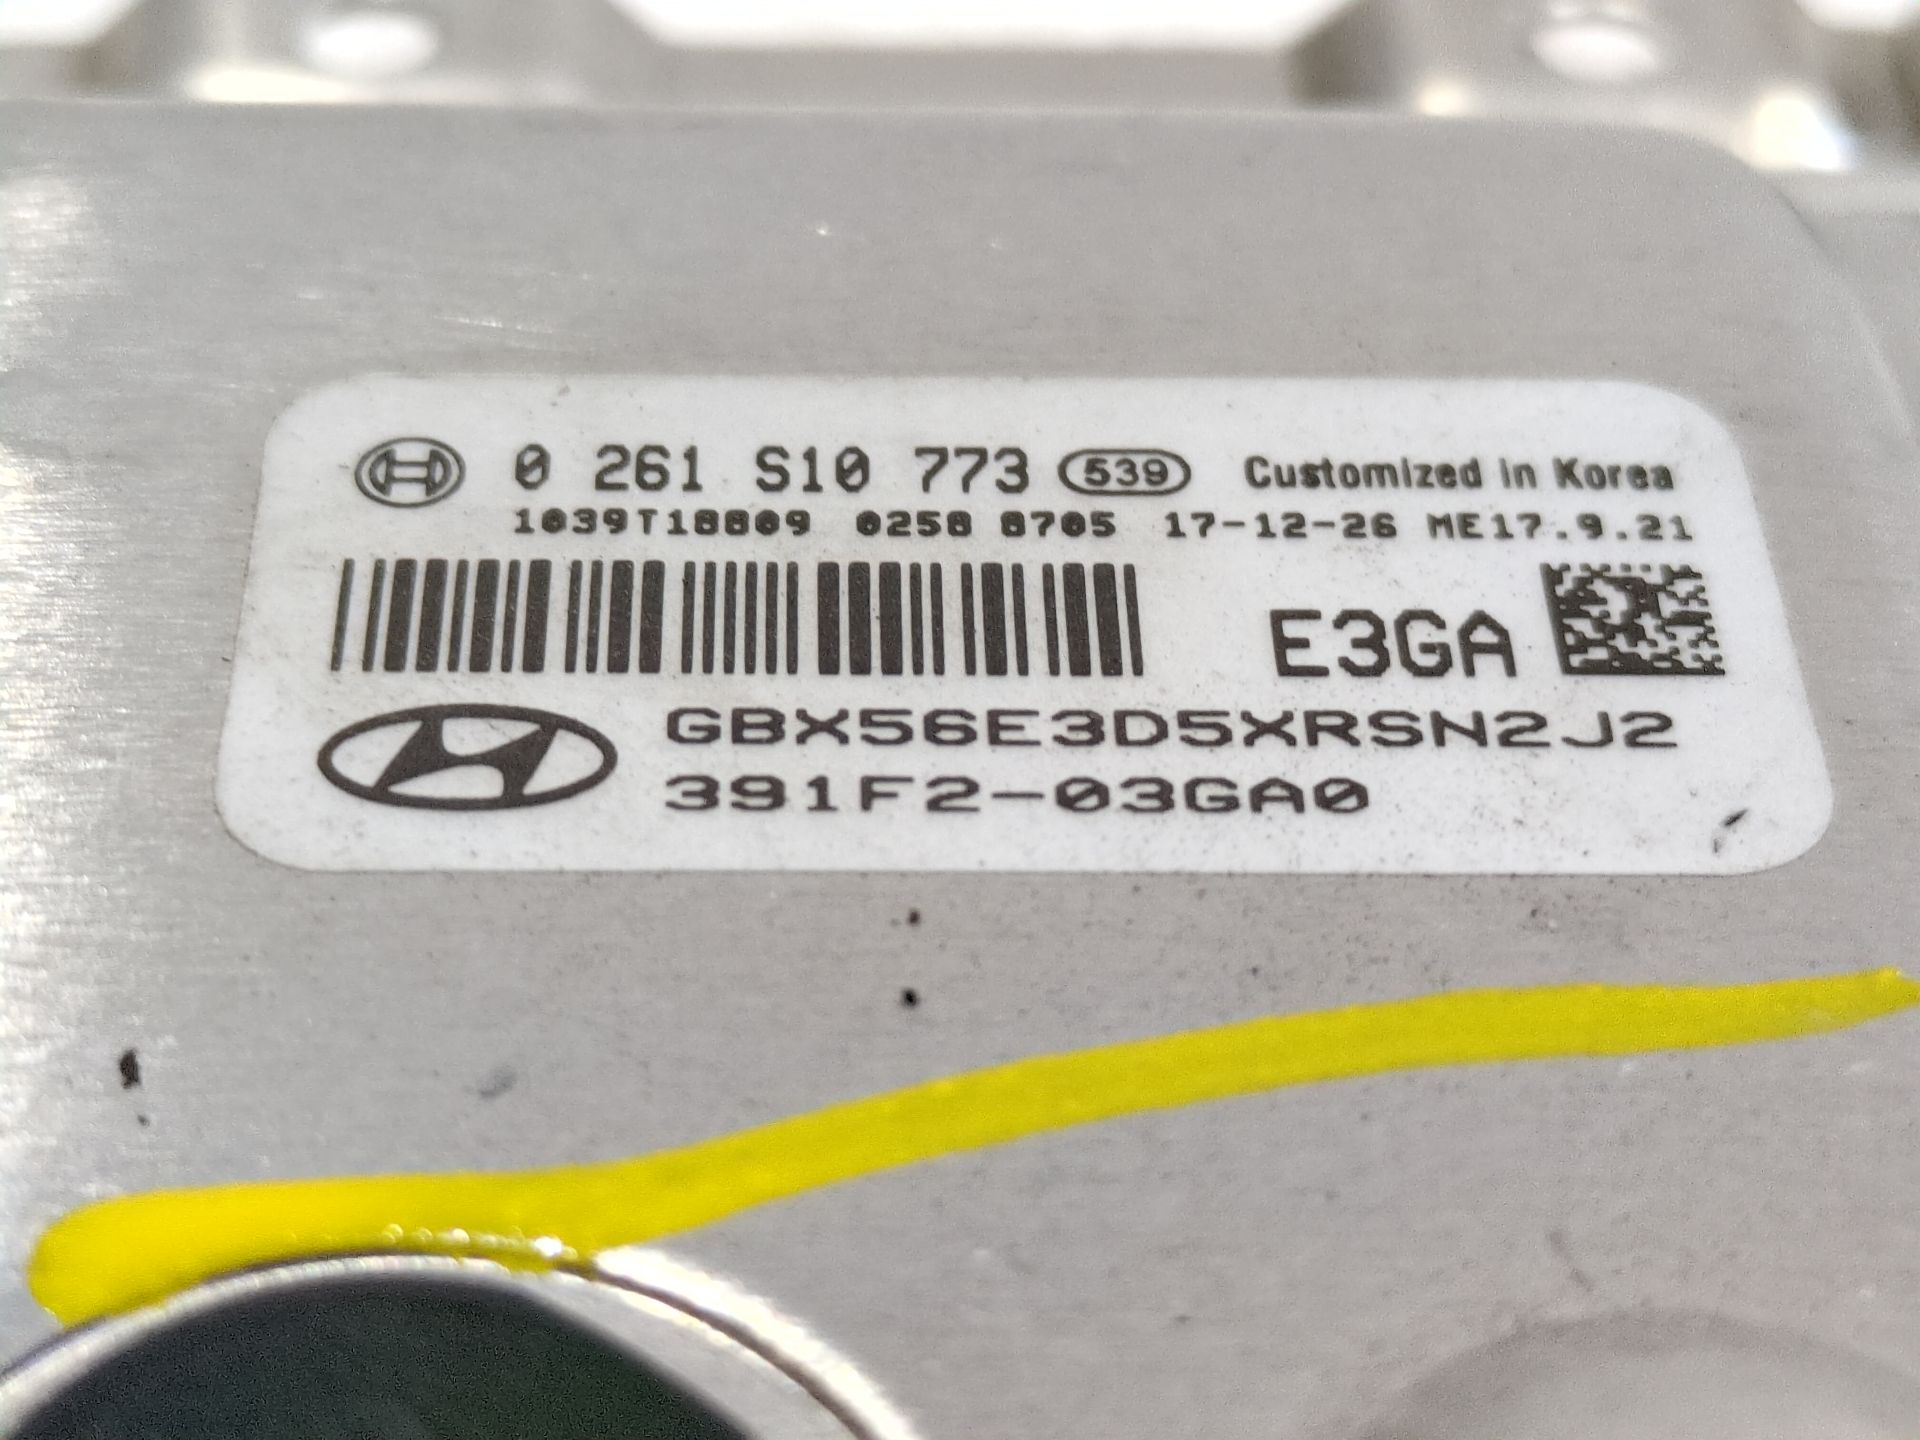 0 261 S10 773 539 Customized in Korea
1039T18809 0258 8705 17-12-26 ME17.9.21
E3GA
GBX56E3D5XRSN2J2
391F2-03GA0